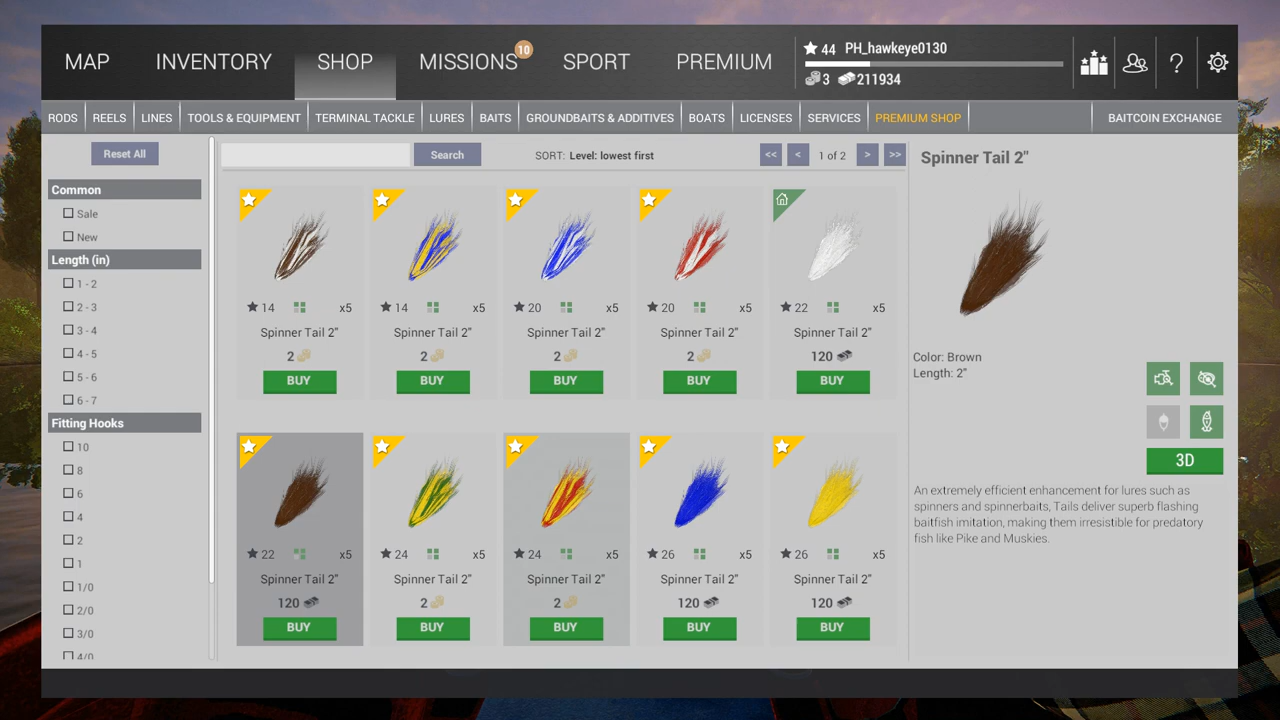 MAP INVENTORY SHOP MISSIONS 10 SPORT PREMIUM
44 PH_hawkeye0130
3 211934
?
RODS REELS LINES TOOLS & EQUIPMENT TERMINAL TACKLE LURES BAITS GROUNDBAITS & ADDITIVES BOATS LICENSES SERVICES PREMIUM SHOP BAITCOIN EXCHANGE
Reset All
Common
Sale
New
Length (in)
1 - 2
2 - 3
3 - 4
4 - 5
5 - 6
6 - 7
Fitting Hooks
10
8
6
4
2
1
1/0
2/0
3/0
4/0
Search SORT: Level: lowest first << < 1 of 2 > >>
14 x5 14 x5 20 x5 20 x5 22 x5
Spinner Tail 2" Spinner Tail 2" Spinner Tail 2" Spinner Tail 2" Spinner Tail 2"
2 2 2 2 120
BUY BUY BUY BUY BUY
22 x5 24 x5 24 x5 26 x5 26 x5
Spinner Tail 2" Spinner Tail 2" Spinner Tail 2" Spinner Tail 2" Spinner Tail 2"
120 2 2 120 120
BUY BUY BUY BUY BUY
Spinner Tail 2"
Color: Brown
Length: 2"
3D
An extremely efficient enhancement for lures such as
spinners and spinnerbaits, Tails deliver superb flashing
baitfish imitation, making them irresistible for predatory
fish like Pike and Muskies.